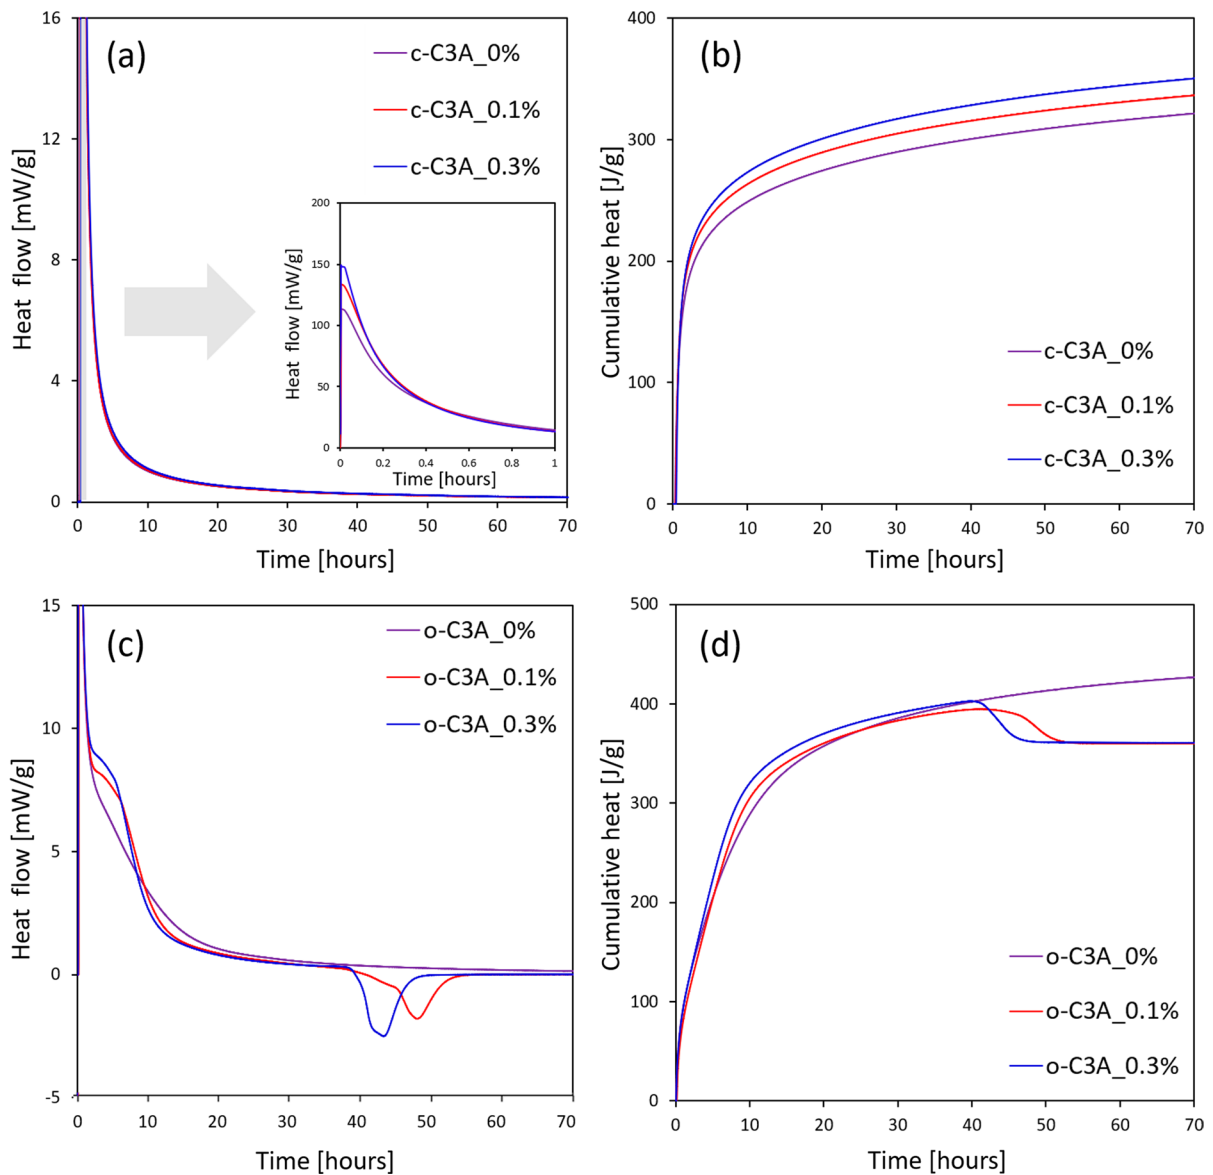 (a)
c-C3A_0%
c-C3A_0.1%
c-C3A_0.3%
Heat flow [mW/g]
16
12
8
4
0
0 10 20 30 40 50 60 70
Time [hours]
Heat flow [mW/g]
200
150
100
50
0
0 0.2 0.4 0.6 0.8 1
Time [hours]
(b)
Cumulative heat [J/g]
400
300
200
100
0
c-C3A_0%
c-C3A_0.1%
c-C3A_0.3%
0 10 20 30 40 50 60 70
Time [hours]
(c)
o-C3A_0%
o-C3A_0.1%
o-C3A_0.3%
Heat flow [mW/g]
15
10
5
0
-5
0 10 20 30 40 50 60 70
Time [hours]
(d)
Cumulative heat [J/g]
500
400
300
200
100
0
o-C3A_0%
o-C3A_0.1%
o-C3A_0.3%
0 10 20 30 40 50 60 70
Time [hours]